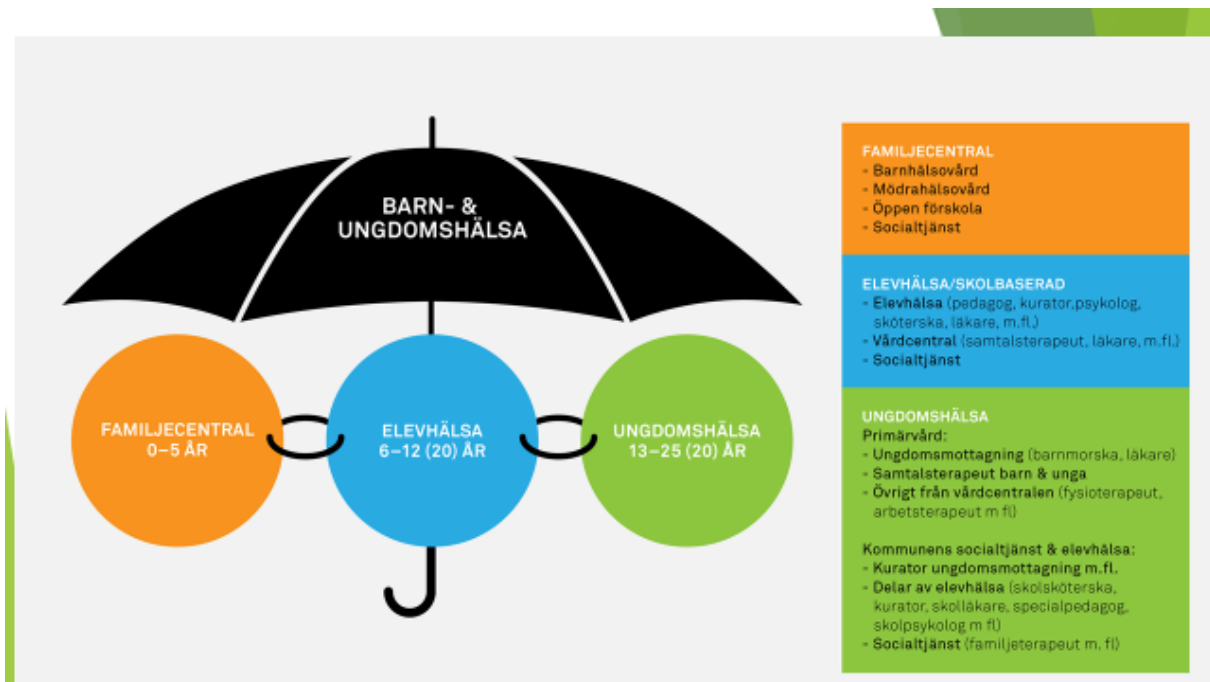 BARN- &
UNGDOMSHÄLSA
FAMILJECENTRAL
0–5 ÅR
ELEVHÄLSA
6–12 (20) ÅR
UNGDOMSHÄLSA
13–25 (20) ÅR
FAMILJECENTRAL
- Barnhälsovård
- Mödrahälsovård
- Öppen förskola
- Socialtjänst
ELEVHÄLSA/SKOLBASERAD
- Elevhälsa (pedagog, kurator,psykolog,
sköterska, läkare, m.fl.)
- Vårdcentral (samtalsterapeut, läkare, m.fl.)
- Socialtjänst
UNGDOMSHÄLSA
Primärvård:
- Ungdomsmottagning (barnmorska, läkare)
- Samtalsterapeut barn & unga
- Övrigt från vårdcentralen (fysioterapeut,
arbetsterapeut m fl)
Kommunens socialtjänst & elevhälsa:
- Kurator ungdomsmottagning m.fl.
- Delar av elevhälsa (skolsköterska,
kurator, skolläkare, specialpedagog,
skolpsykolog m fl)
- Socialtjänst (familjeterapeut m. fl)